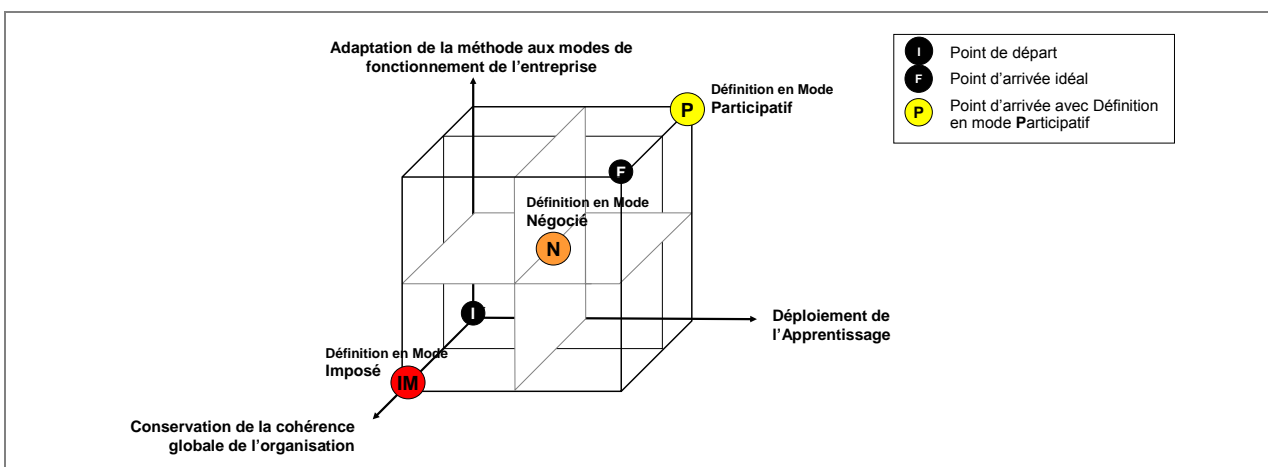 Adaptation de la méthode aux modes de
fonctionnement de l'entreprise
I Point de départ
F Point d'arrivée idéal
P Point d'arrivée avec Définition
en mode Participatif
Définition en Mode
Participatif
P
F
Définition en Mode
Négocié
N
I
Déploiement de
l'Apprentissage
Définition en Mode
Imposé
IM
Conservation de la cohérence
globale de l'organisation